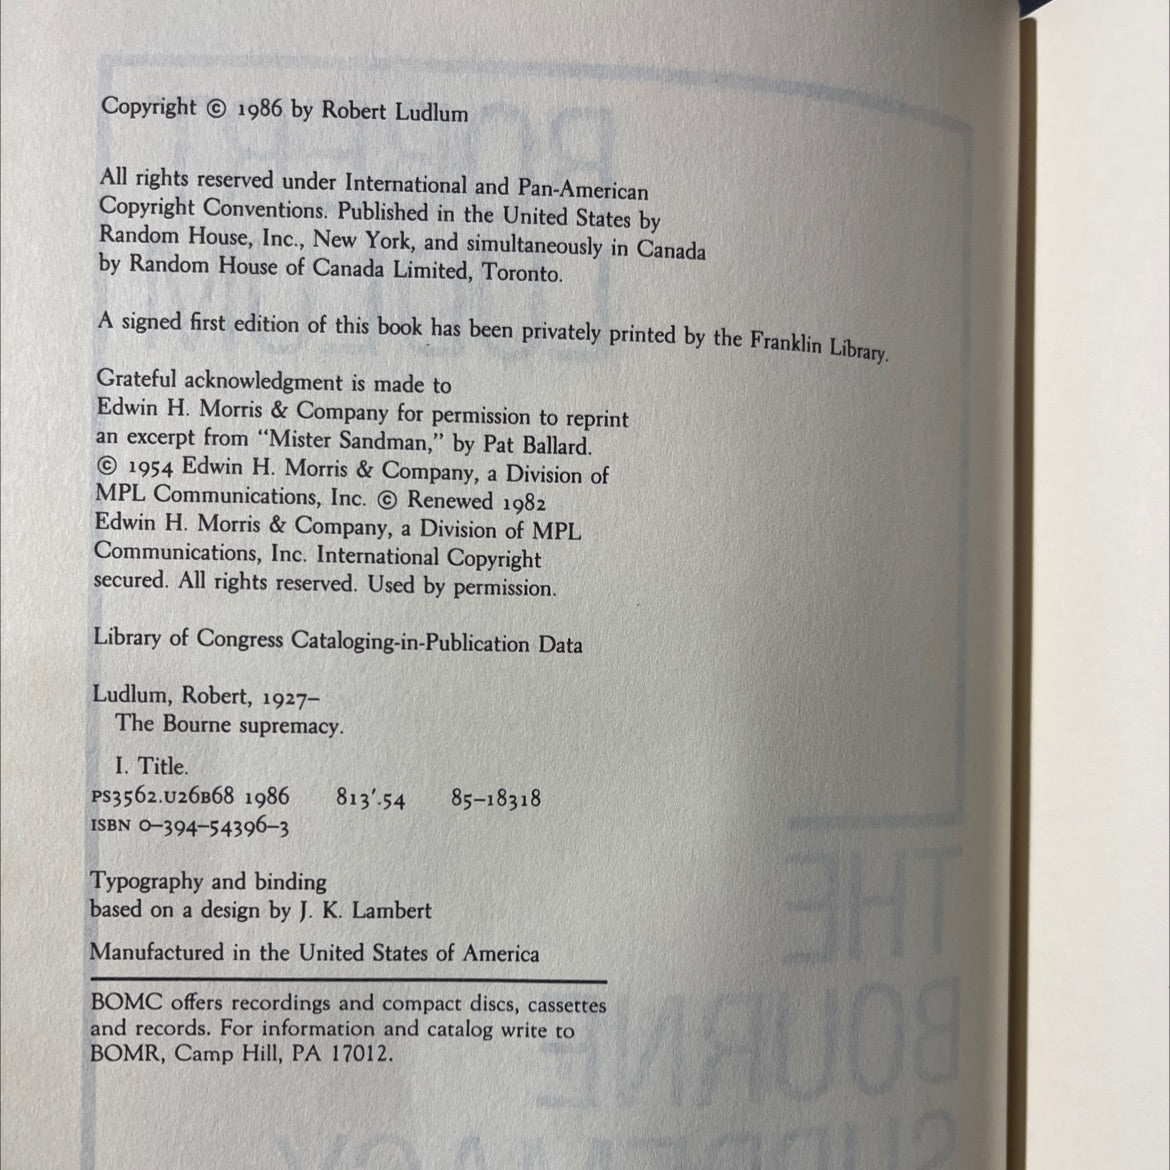 Copyright © 1986 by Robert Ludlum
All rights reserved under International and Pan-American
Copyright Conventions. Published in the United States by
Random House, Inc., New York, and simultaneously in Canada
by Random House of Canada Limited, Toronto.
A signed first edition of this book has been privately printed by the Franklin Library.
Grateful acknowledgment is made to
Edwin H. Morris & Company for permission to reprint
an excerpt from “Mister Sandman,” by Pat Ballard.
© 1954 Edwin H. Morris & Company, a Division of
MPL Communications, Inc. © Renewed 1982
Edwin H. Morris & Company, a Division of MPL
Communications, Inc. International Copyright
secured. All rights reserved. Used by permission.
Library of Congress Cataloging-in-Publication Data
Ludlum, Robert, 1927–
The Bourne supremacy.
I. Title.
PS3562.U26B68 1986 813′.54 85–18318
ISBN 0–394–54396–3
Typography and binding
based on a design by J. K. Lambert
Manufactured in the United States of America
BOMC offers recordings and compact discs, cassettes
and records. For information and catalog write to
BOMR, Camp Hill, PA 17012.